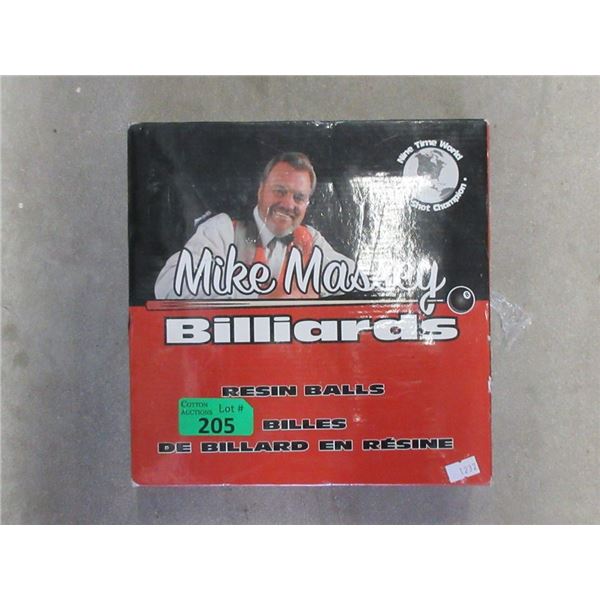 Nine Time World
Shot Champion
Mike Massey
Billiards
RESIN BALLS
COTTON
AUCTIONS Lot #
205
BILLES
DE BILLARD EN RÉSINE
1232